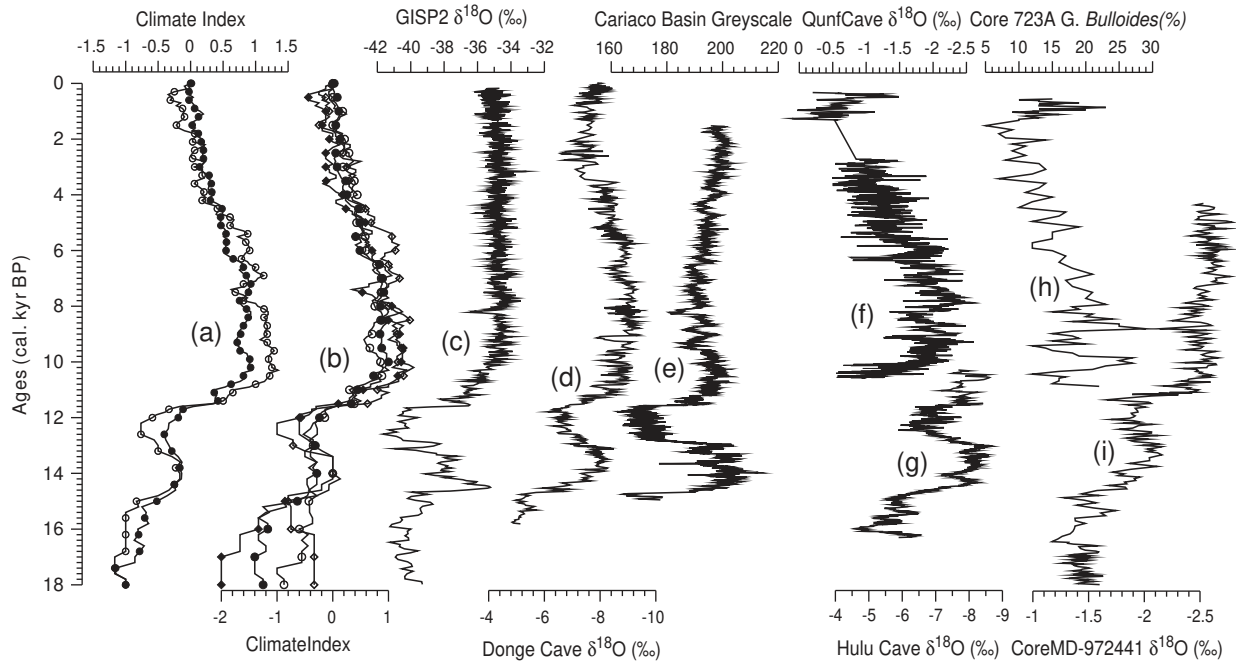 Climate Index
GISP2 δ18O (‰)
Cariaco Basin Greyscale
QunfCave δ18O (‰)
Core 723A G. Bulloides(%)
-1.5 -1 -0.5 0 0.5 1 1.5
-42 -40 -38 -36 -34 -32
160 180 200 220
0 -0.5 -1 -1.5 -2 -2.5
5 10 15 20 25 30
Ages (cal. kyr BP)
0
2
4
6
8
10
12
14
16
18
(a)
(b)
(c)
(d)
(e)
(f)
(g)
(h)
(i)
-2 -1 0 1
-4 -6 -8 -10
-4 -5 -6 -7 -8 -9
-1 -1.5 -2 -2.5
ClimateIndex
Donge Cave δ18O (‰)
Hulu Cave δ18O (‰)
CoreMD-972441 δ18O (‰)